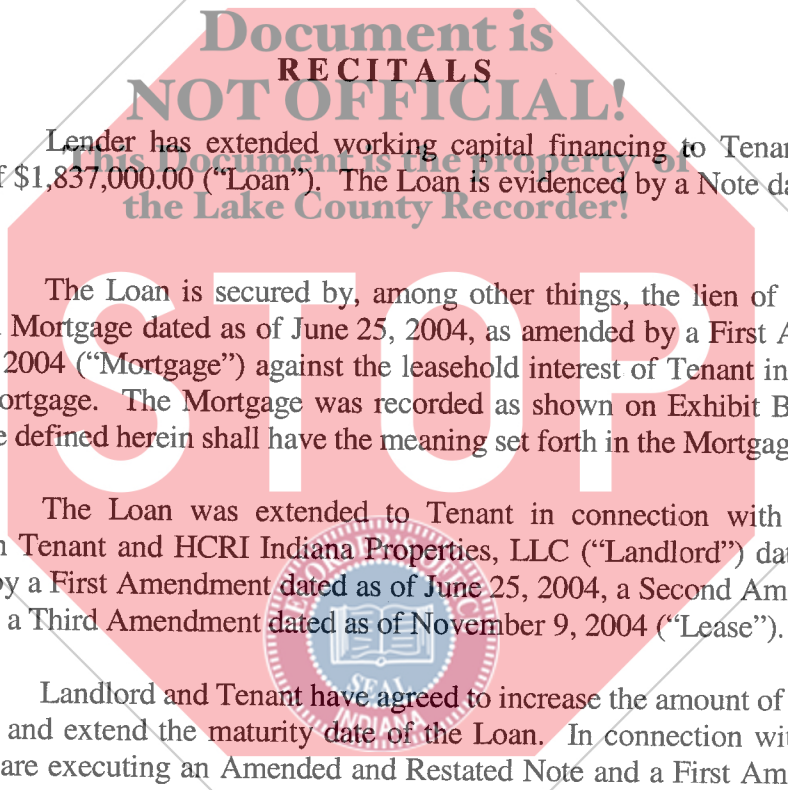 Document is
RECITALS
NOT OFFICIAL!
Lender has extended working capital financing to Tenan
This Document is the property of
f $1,837,000.00 (“Loan”). The Loan is evidenced by a Note da
the Lake County Recorder!
The Loan is secured by, among other things, the lien of
Mortgage dated as of June 25, 2004, as amended by a First A
2004 (“Mortgage”) against the leasehold interest of Tenant in
ortgage. The Mortgage was recorded as shown on Exhibit B
e defined herein shall have the meaning set forth in the Mortgag
STOP
The Loan was extended to Tenant in connection with
n Tenant and HCRI Indiana Properties, LLC (“Landlord”) dat
by a First Amendment dated as of June 25, 2004, a Second Am
a Third Amendment dated as of November 9, 2004 (“Lease”).
RECORDER'S OFFICE
SEAL
INDIANA
Landlord and Tenant have agreed to increase the amount of
and extend the maturity date of the Loan. In connection wit
are executing an Amended and Restated Note and a First Am